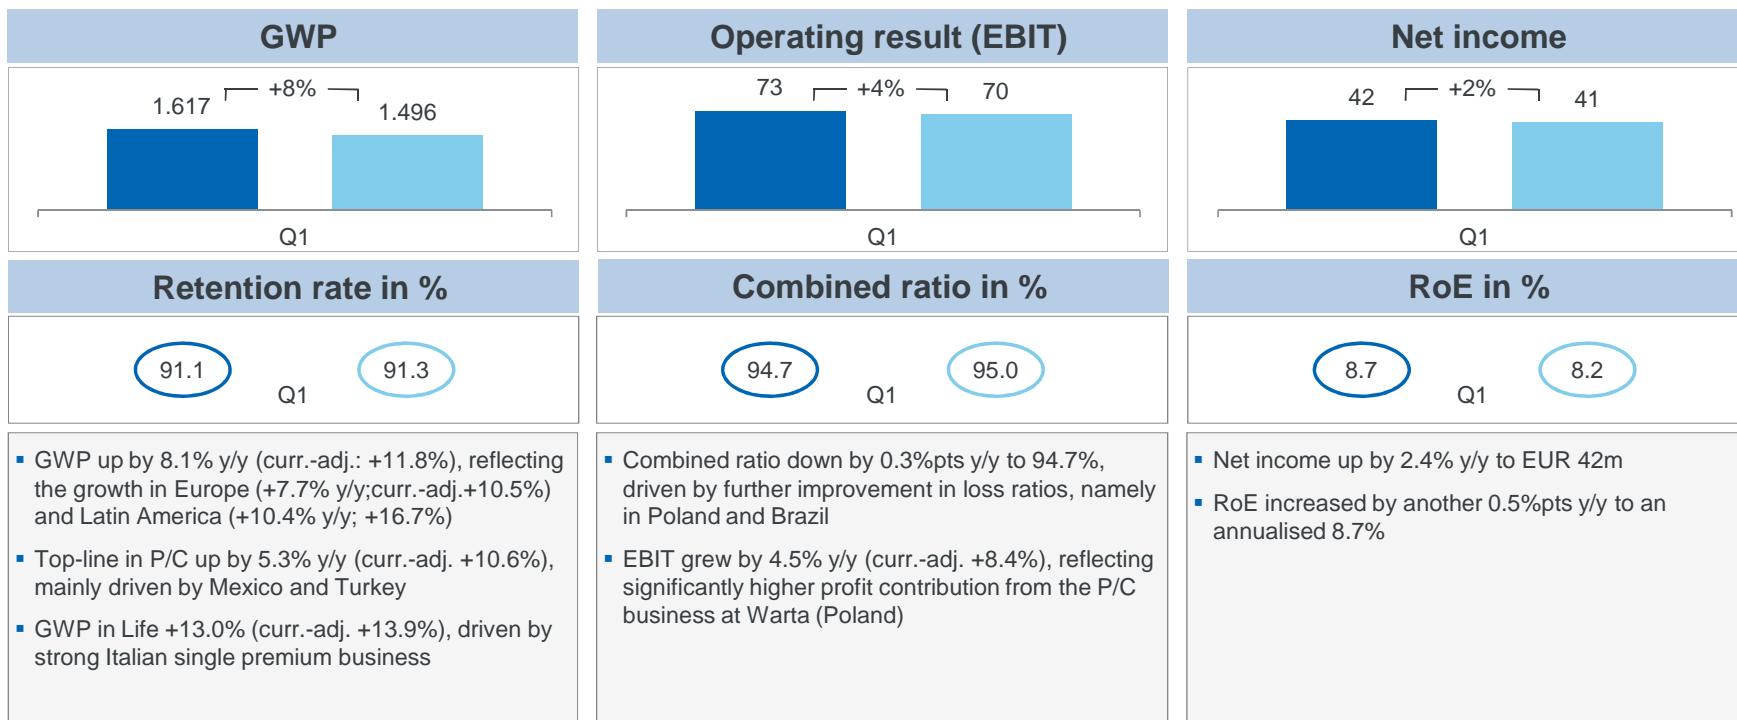 GWP
1.617
+8%
1.496
Q1
Operating result (EBIT)
73
+4%
70
Q1
Net income
42
+2%
41
Q1
Retention rate in %
91.1
91.3
Q1
Combined ratio in %
94.7
95.0
Q1
RoE in %
8.7
8.2
Q1
▪ GWP up by 8.1% y/y (curr.-adj.: +11.8%), reflecting
the growth in Europe (+7.7% y/y;curr.-adj.+10.5%)
and Latin America (+10.4% y/y; +16.7%)
▪ Top-line in P/C up by 5.3% y/y (curr.-adj. +10.6%),
mainly driven by Mexico and Turkey
▪ GWP in Life +13.0% (curr.-adj. +13.9%), driven by
strong Italian single premium business
▪ Combined ratio down by 0.3%pts y/y to 94.7%,
driven by further improvement in loss ratios, namely
in Poland and Brazil
▪ EBIT grew by 4.5% y/y (curr.-adj. +8.4%), reflecting
significantly higher profit contribution from the P/C
business at Warta (Poland)
▪ Net income up by 2.4% y/y to EUR 42m
▪ RoE increased by another 0.5%pts y/y to an
annualised 8.7%